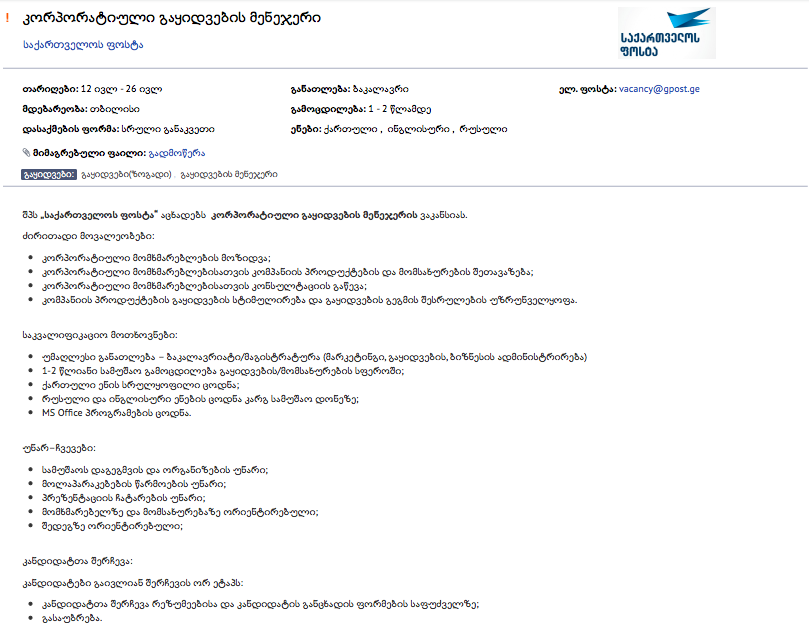 ! კორპორატიული გაყიდვების მენეჯერი
საქართველოს ფოსტა
საქართველოს
ფოსტა
თარიღები: 12 ივლ - 26 ივლ განათლება: ბაკალავრი ელ. ფოსტა: vacancy@gpost.ge
მდებარეობა: თბილისი გამოცდილება: 1 - 2 წლამდე
დასაქმების ფორმა: სრული განაკვეთი ენები: ქართული , ინგლისური , რუსული
მიმაგრებული ფაილი: გადმოწერა
გაყიდვები: გაყიდვები(ზოგადი) . გაყიდვების მენეჯერი
შპს „საქართველოს ფოსტა" აცხადებს კორპორატიული გაყიდვების მენეჯერის ვაკანსიას.
ძირითადი მოვალეობები:
• კორპორატიული მომხმარებლების მოზიდვა;
• კორპორატიული მომხმარებლებისათვის კომპანიის პროდუქტების და მომსახურების შეთავაზება;
• კორპორატიული მომხმარებლებისათვის კონსულტაციის გაწევა;
• კომპანიის პროდუქტების გაყიდვების სტიმულირება და გაყიდვების გეგმის შესრულების უზრუნველყოფა.
საკვალიფიკაციო მოთხოვნები:
• უმაღლესი განათლება – ბაკალავრიატი/მაგისტრატურა (მარკეტინგი, გაყიდვების, ბიზნესის ადმინისტრირება)
• 1-2 წლიანი სამუშაო გამოცდილება გაყიდვების/მომსახურების სფეროში;
• ქართული ენის სრულყოფილი ცოდნა;
• რუსული და ინგლისური ენების ცოდნა კარგ სამუშაო დონეზე;
• MS Office პროგრამების ცოდნა.
უნარ–ჩვევები:
• სამუშაოს დაგეგმვის და ორგანიზების უნარი;
• მოლაპარაკებების წარმოების უნარი;
• პრეზენტაციის ჩატარების უნარი;
• მომხმარებელზე და მომსახურებაზე ორიენტირებული;
• შედეგზე ორიენტირებული;
კანდიდატთა შერჩევა:
კანდიდატები გაივლიან შერჩევის ორ ეტაპს:
• კანდიდატთა შერჩევა რეზუმეებისა და კანდიდატის განცხადის ფორმების საფუძველზე;
• გასაუბრება.